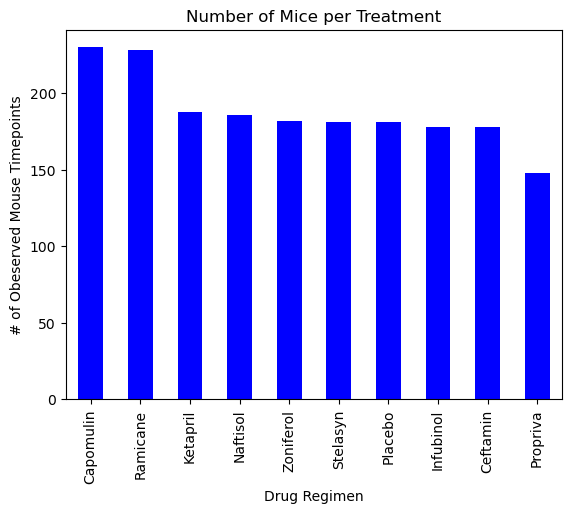 Number of Mice per Treatment
# of Obeserved Mouse Timepoints
200
150
100
50
0
Capomulin
Ramicane
Ketapril
Naftisol
Zoniferol
Stelasyn
Placebo
Infubinol
Ceftamin
Propriva
Drug Regimen